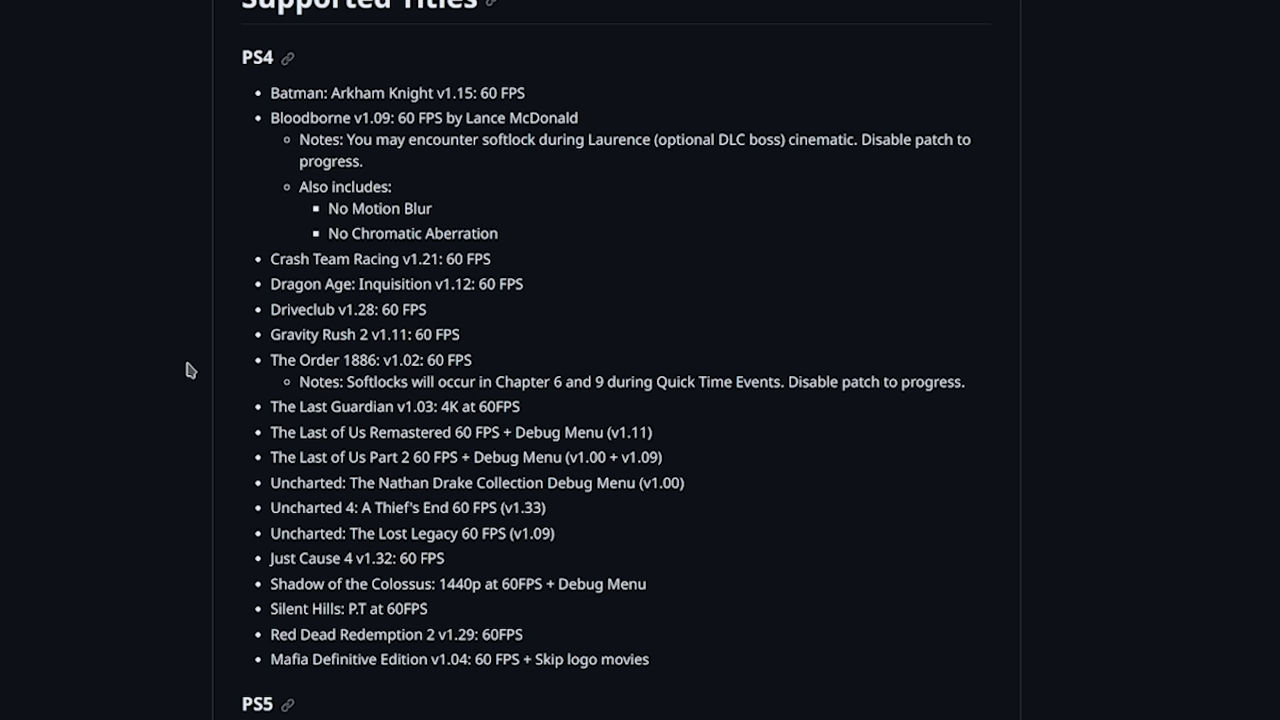 Supported Titles
PS4
Batman: Arkham Knight v1.15: 60 FPS
Bloodborne v1.09: 60 FPS by Lance McDonald
Notes: You may encounter softlock during Laurence (optional DLC boss) cinematic. Disable patch to
progress.
Also includes:
No Motion Blur
No Chromatic Aberration
Crash Team Racing v1.21: 60 FPS
Dragon Age: Inquisition v1.12: 60 FPS
Driveclub v1.28: 60 FPS
Gravity Rush 2 v1.11: 60 FPS
The Order 1886: v1.02: 60 FPS
Notes: Softlocks will occur in Chapter 6 and 9 during Quick Time Events. Disable patch to progress.
The Last Guardian v1.03: 4K at 60FPS
The Last of Us Remastered 60 FPS + Debug Menu (v1.11)
The Last of Us Part 2 60 FPS + Debug Menu (v1.00 + v1.09)
Uncharted: The Nathan Drake Collection Debug Menu (v1.00)
Uncharted 4: A Thief's End 60 FPS (v1.33)
Uncharted: The Lost Legacy 60 FPS (v1.09)
Just Cause 4 v1.32: 60 FPS
Shadow of the Colossus: 1440p at 60FPS + Debug Menu
Silent Hills: P.T at 60FPS
Red Dead Redemption 2 v1.29: 60FPS
Mafia Definitive Edition v1.04: 60 FPS + Skip logo movies
PS5